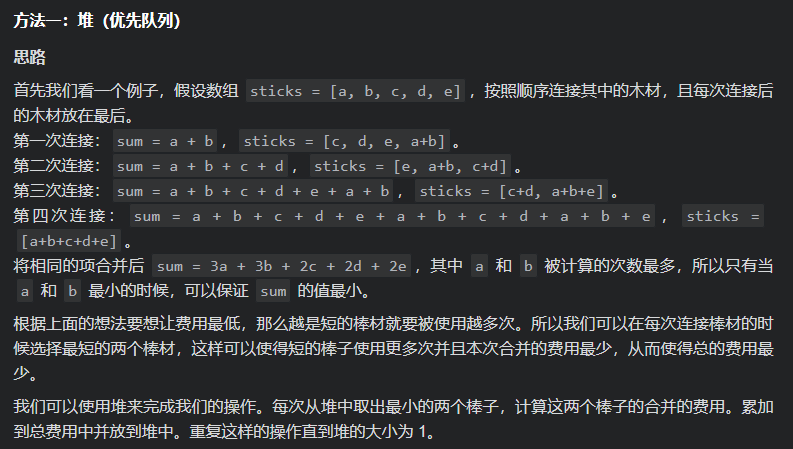 方法一：堆（优先队列）
思路
首先我们看一个例子，假设数组 sticks = [a, b, c, d, e]，按照顺序连接其中的木材，且每次连接后
的木材放在最后。
第一次连接： sum = a + b， sticks = [c, d, e, a+b]。
第二次连接： sum = a + b + c + d， sticks = [e, a+b, c+d]。
第三次连接： sum = a + b + c + d + e + a + b， sticks = [c+d, a+b+e]。
第四次连接： sum = a + b + c + d + e + a + b + c + d + a + b + e， sticks =
[a+b+c+d+e]。
将相同的项合并后 sum = 3a + 3b + 2c + 2d + 2e，其中 a 和 b 被计算的次数最多，所以只有当
a 和 b 最小的时候，可以保证 sum 的值最小。
根据上面的想法要想让费用最低，那么越是短的棒材就要被使用越多次。所以我们可以在每次连接棒材的时
候选择最短的两个棒材，这样可以使得短的棒子使用更多次并且本次合并的费用最少，从而使得总的费用最
少。
我们可以使用堆来完成我们的操作。每次从堆中取出最小的两个棒子，计算这两个棒子的合并的费用。累加
到总费用中并放到堆中。重复这样的操作直到堆的大小为 1。